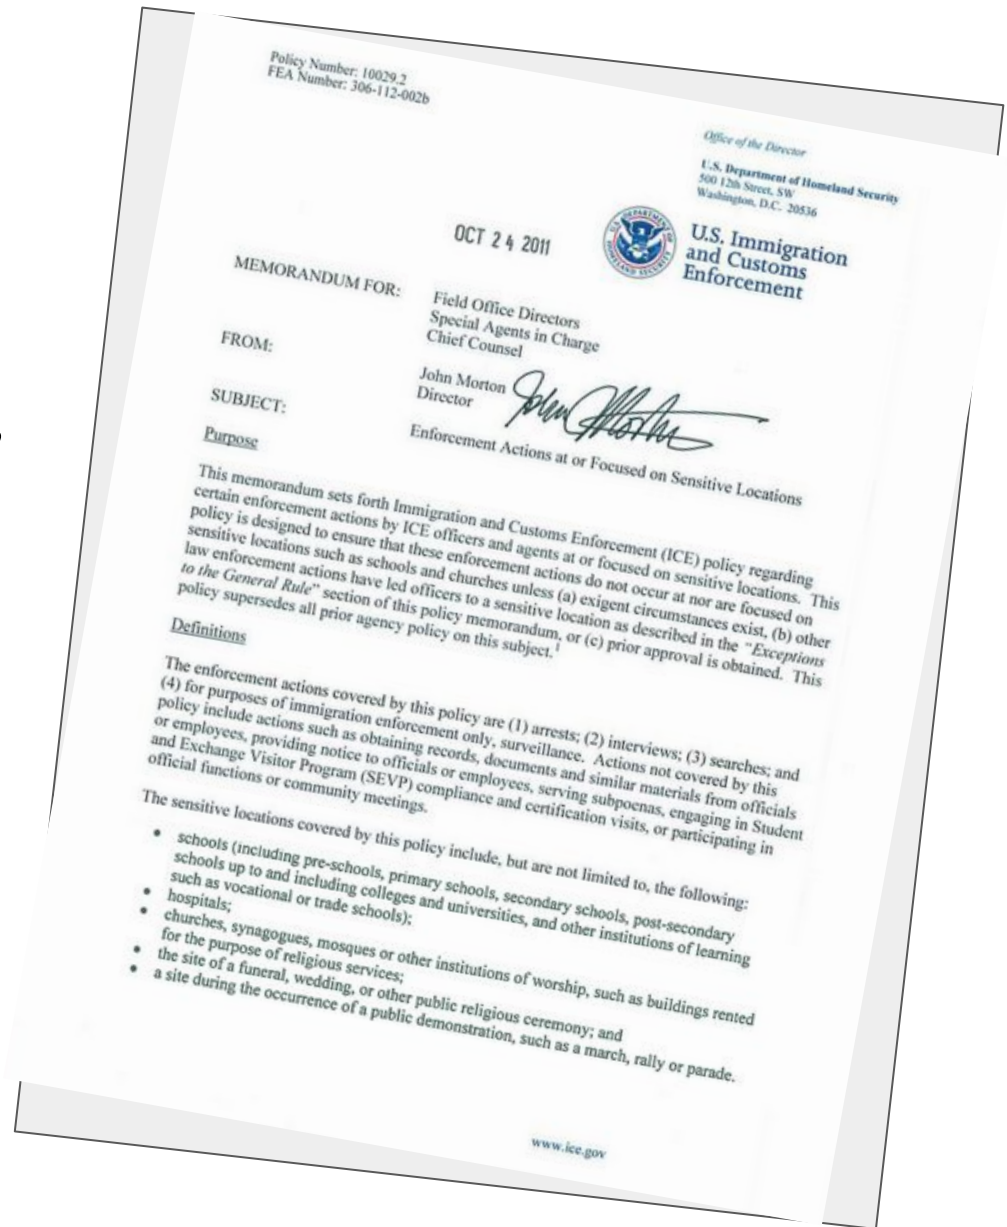 Policy Number: 10029.2
FEA Number: 306-112-002b
Office of the Director
U.S. Department of Homeland Security
500 12th Street, SW
Washington, D.C. 20536
U.S. Immigration
and Customs
Enforcement
OCT 24 2011
MEMORANDUM FOR:
Field Office Directors
Special Agents in Charge
Chief Counsel
FROM:
John Morton
Director
SUBJECT:
Enforcement Actions at or Focused on Sensitive Locations
Purpose
This memorandum sets forth Immigration and Customs Enforcement (ICE) policy regarding
certain enforcement actions by ICE officers and agents at or focused on sensitive locations. This
policy is designed to ensure that these enforcement actions do not occur at nor are focused on
sensitive locations such as schools and churches unless (a) exigent circumstances exist, (b) other
law enforcement actions have led officers to a sensitive location as described in the "Exceptions
to the General Rule" section of this policy memorandum, or (c) prior approval is obtained. This
policy supersedes all prior agency policy on this subject.1
Definitions
The enforcement actions covered by this policy are (1) arrests; (2) interviews; (3) searches; and
(4) for purposes of immigration enforcement only, surveillance. Actions not covered by this
policy include actions such as obtaining records, documents and similar materials from officials
or employees, providing notice to officials or employees, serving subpoenas, engaging in Student
and Exchange Visitor Program (SEVP) compliance and certification visits, or participating in
official functions or community meetings.
The sensitive locations covered by this policy include, but are not limited to, the following:
• schools (including pre-schools, primary schools, secondary schools, post-secondary
schools up to and including colleges and universities, and other institutions of learning
such as vocational or trade schools);
• hospitals;
• churches, synagogues, mosques or other institutions of worship, such as buildings rented
for the purpose of religious services;
• the site of a funeral, wedding, or other public religious ceremony; and
• a site during the occurrence of a public demonstration, such as a march, rally or parade.
www.ice.gov